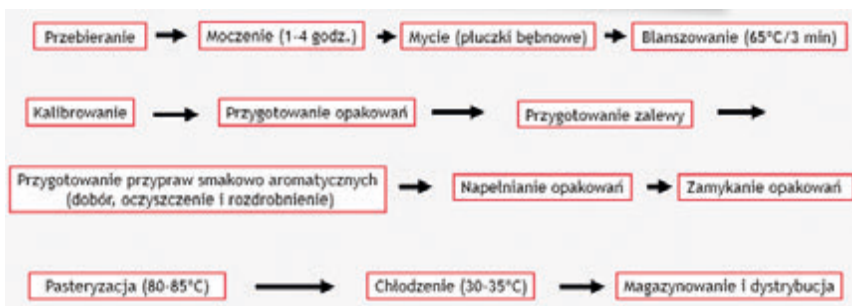 Przebieranie
Moczenie (1-4 godz.)
Mycie (płuczki bębnowe)
Blanszowanie (65°C/3 min)
Kalibrowanie
Przygotowanie opakowań
Przygotowanie zalewy
Przygotowanie przypraw smakowo aromatycznych
(dobór, oczyszczenie i rozdrobnienie)
Napełnianie opakowań
Zamykanie opakowań
Pasteryzacja (80-85°C)
Chłodzenie (30-35°C)
Magazynowanie i dystrybucja